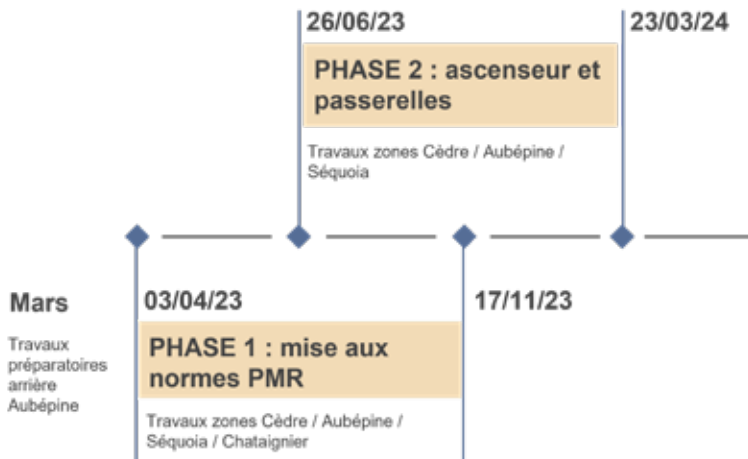 26/06/23
23/03/24
PHASE 2 : ascenseur et
passerelles
Travaux zones Cèdre / Aubépine /
Séquoia
Mars
Travaux
préparatoires
arrière
Aubépine
03/04/23
17/11/23
PHASE 1 : mise aux
normes PMR
Travaux zones Cèdre / Aubépine /
Séquoia / Chataignier